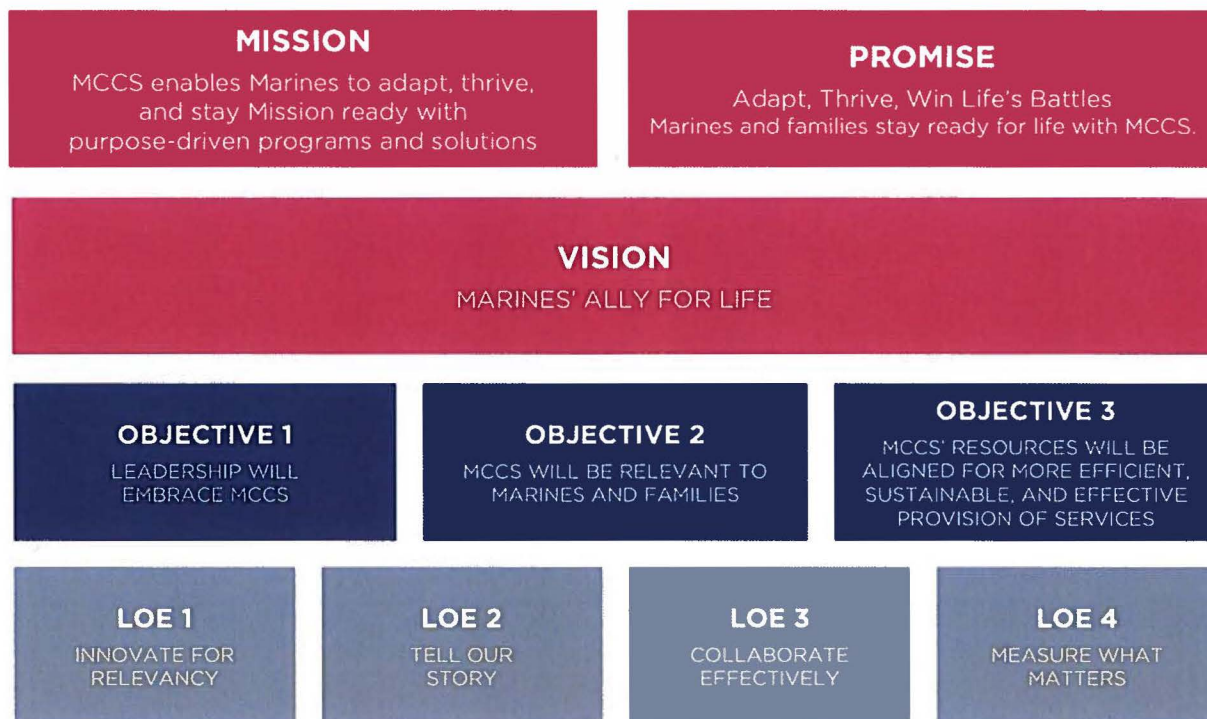 MISSION
MCCS enables Marines to adapt, thrive,
and stay Mission ready with
purpose-driven programs and solutions
PROMISE
Adapt, Thrive, Win Life's Battles
Marines and families stay ready for life with MCCS.
VISION
MARINES' ALLY FOR LIFE
OBJECTIVE 1
LEADERSHIP WILL
EMBRACE MCCS
OBJECTIVE 2
MCCS WILL BE RELEVANT TO
MARINES AND FAMILIES
OBJECTIVE 3
MCCS' RESOURCES WILL BE
ALIGNED FOR MORE EFFICIENT,
SUSTAINABLE, AND EFFECTIVE
PROVISION OF SERVICES
LOE 1
INNOVATE FOR
RELEVANCY
LOE 2
TELL OUR
STORY
LOE 3
COLLABORATE
EFFECTIVELY
LOE 4
MEASURE WHAT
MATTERS